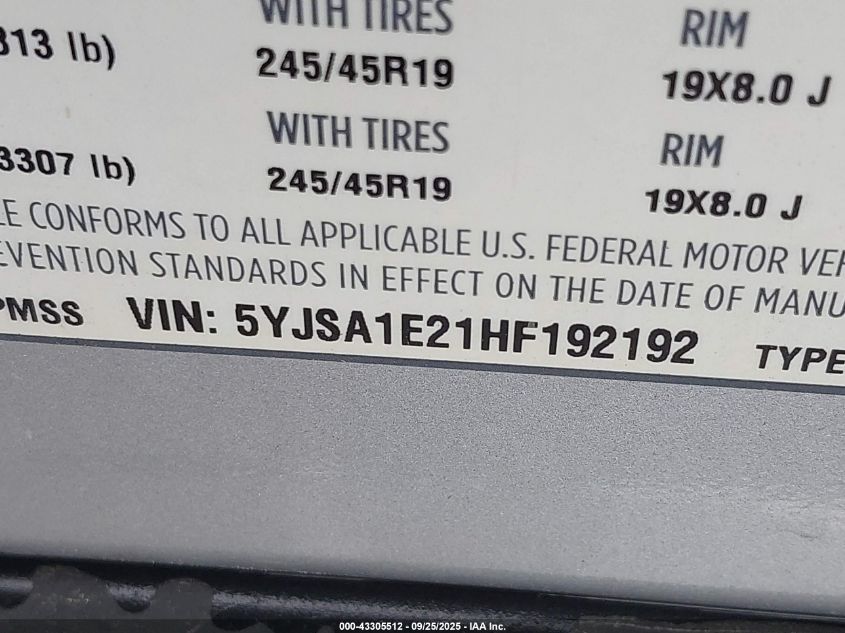 WITH TIRES RIM
313 lb) 245/45R19 19X8.0 J
WITH TIRES RIM
3307 lb) 245/45R19 19X8.0 J
LE CONFORMS TO ALL APPLICABLE U.S. FEDERAL MOTOR VEH
EVENTION STANDARDS IN EFFECT ON THE DATE OF MANU
PMSS VIN: 5YJSA1E21HF192192 TYPE
000-43305512 - 09/25/2025 - IAA Inc.